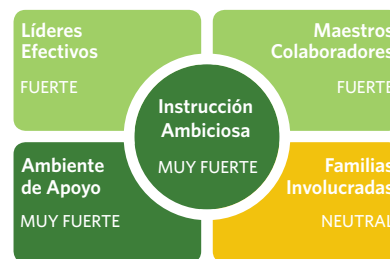 Líderes
Efectivos
FUERTE
Maestros
Colaboradores
FUERTE
Instrucción
Ambiciosa
MUY FUERTE
Ambiente
de Apoyo
MUY FUERTE
Familias
Involucradas
NEUTRAL